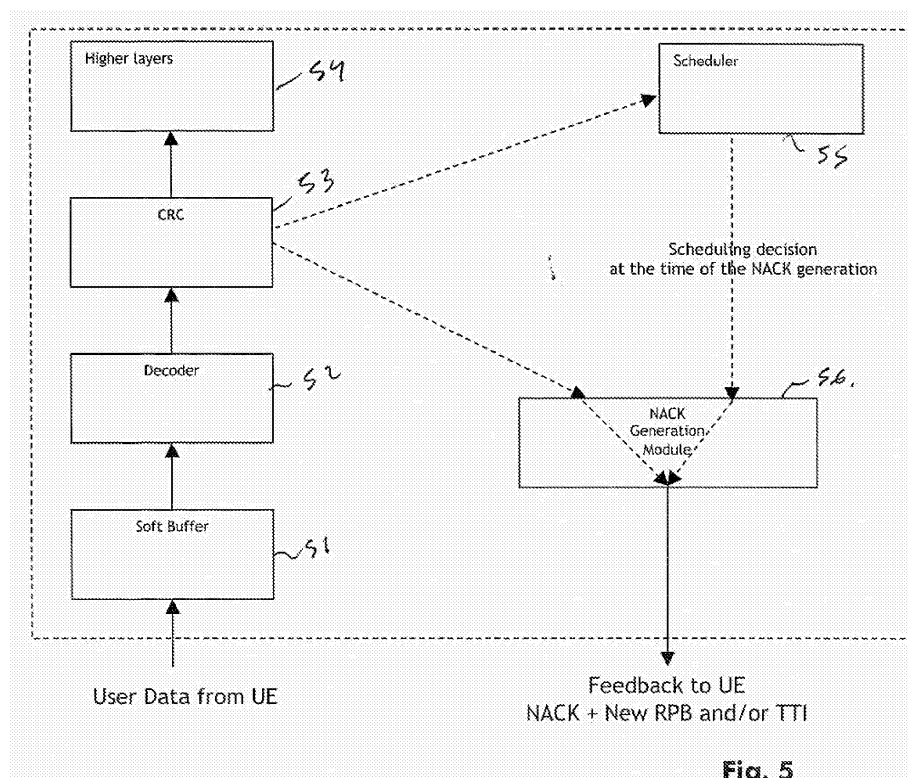 Higher layers
54
Scheduler
55
53
CRC
Scheduling decision
at the time of the NACK generation
Decoder
52
56.
NACK
Generation
Module
Soft Buffer
51
User Data from UE
Feedback to UE
NACK + New RPB and/or TTI
Fig. 5